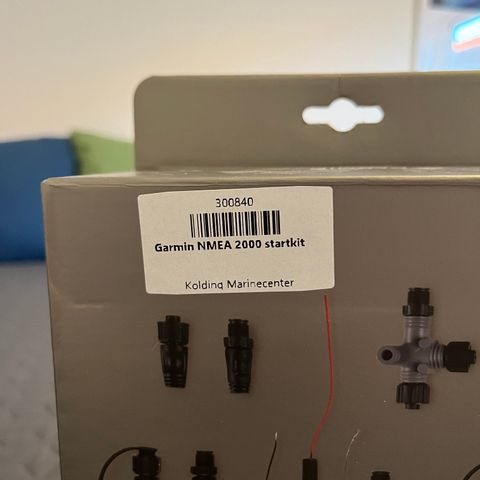 300840
Garmin NMEA 2000 startkit
Kolding Marinecenter